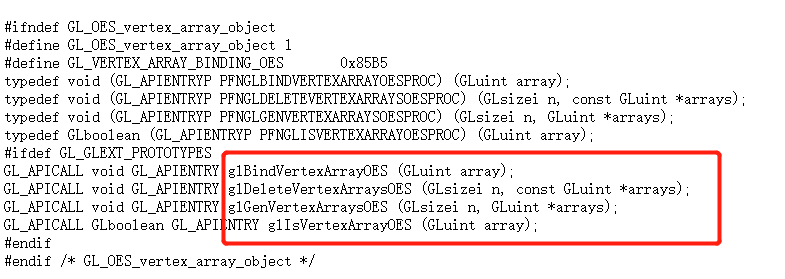 #ifndef GL_OES_vertex_array_object
#define GL_OES_vertex_array_object 1
#define GL_VERTEX_ARRAY_BINDING_OES 0x85B5
typedef void (GL_APIENTRYP PFNGLBINDVERTEXARRAYOESPROC) (GLuint array);
typedef void (GL_APIENTRYP PFNGLDELETEVERTEXARRAYSOESPROC) (GLsizei n, const GLuint *arrays);
typedef void (GL_APIENTRYP PFNGLGENVERTEXARRAYSOESPROC) (GLsizei n, GLuint *arrays);
typedef GLboolean (GL_APIENTRYP PFNGLISVERTEXARRAYOESPROC) (GLuint array);
#ifdef GL_GLEXT_PROTOTYPES
GL_APICALL void GL_APIENTRY glBindVertexArrayOES (GLuint array);
GL_APICALL void GL_APIENTRY glDeleteVertexArraysOES (GLsizei n, const GLuint *arrays);
GL_APICALL void GL_APIENTRY glGenVertexArraysOES (GLsizei n, GLuint *arrays);
GL_APICALL GLboolean GL_APIENTRY glIsVertexArrayOES (GLuint array);
#endif
#endif /* GL_OES_vertex_array_object */